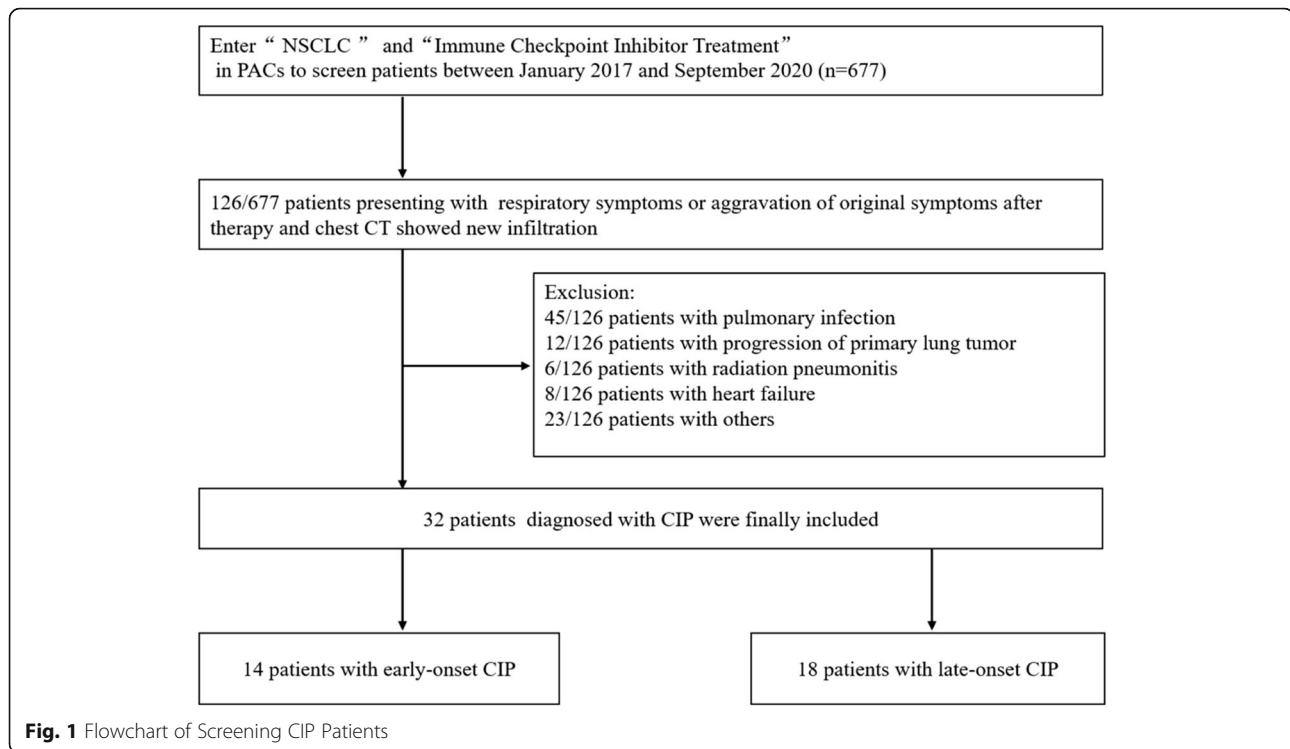 Enter “ NSCLC ” and “Immune Checkpoint Inhibitor Treatment”
in PACs to screen patients between January 2017 and September 2020 (n=677)
126/677 patients presenting with respiratory symptoms or aggravation of original symptoms after
therapy and chest CT showed new infiltration
Exclusion:
45/126 patients with pulmonary infection
12/126 patients with progression of primary lung tumor
6/126 patients with radiation pneumonitis
8/126 patients with heart failure
23/126 patients with others
32 patients diagnosed with CIP were finally included
14 patients with early-onset CIP
18 patients with late-onset CIP
Fig. 1 Flowchart of Screening CIP Patients